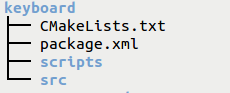 keyboard
├── CMakeLists.txt
├── package.xml
├── scripts
└── src